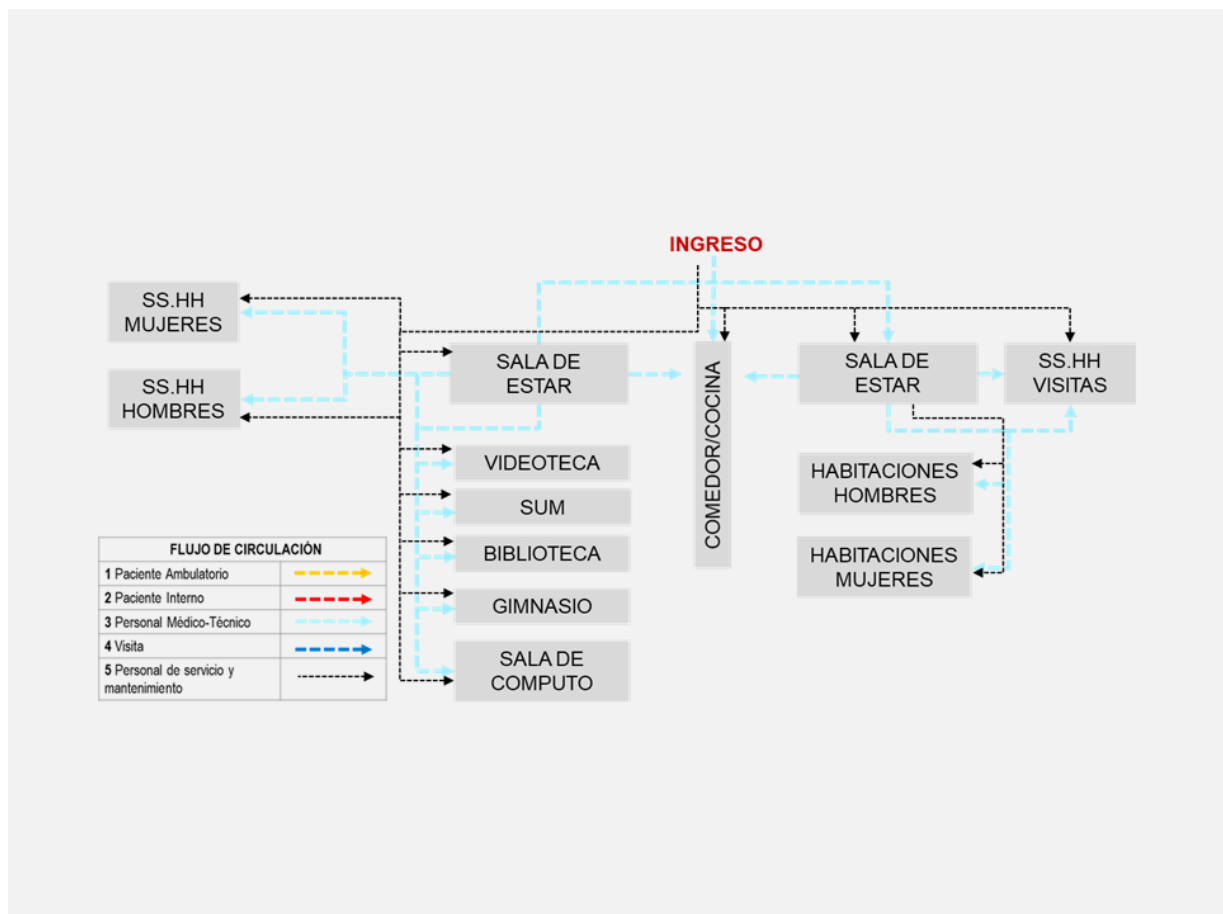 INGRESO
SS.HH
MUJERES
SS.HH
HOMBRES
SALA DE
ESTAR
VIDEOTECA
SUM
BIBLIOTECA
GIMNASIO
SALA DE
COMPUTO
COMEDOR/COCINA
SALA DE
ESTAR
SS.HH
VISITAS
HABITACIONES
HOMBRES
HABITACIONES
MUJERES
FLUJO DE CIRCULACIÓN
1 Paciente Ambulatorio
2 Paciente Interno
3 Personal Médico-Técnico
4 Visita
5 Personal de servicio y
mantenimiento